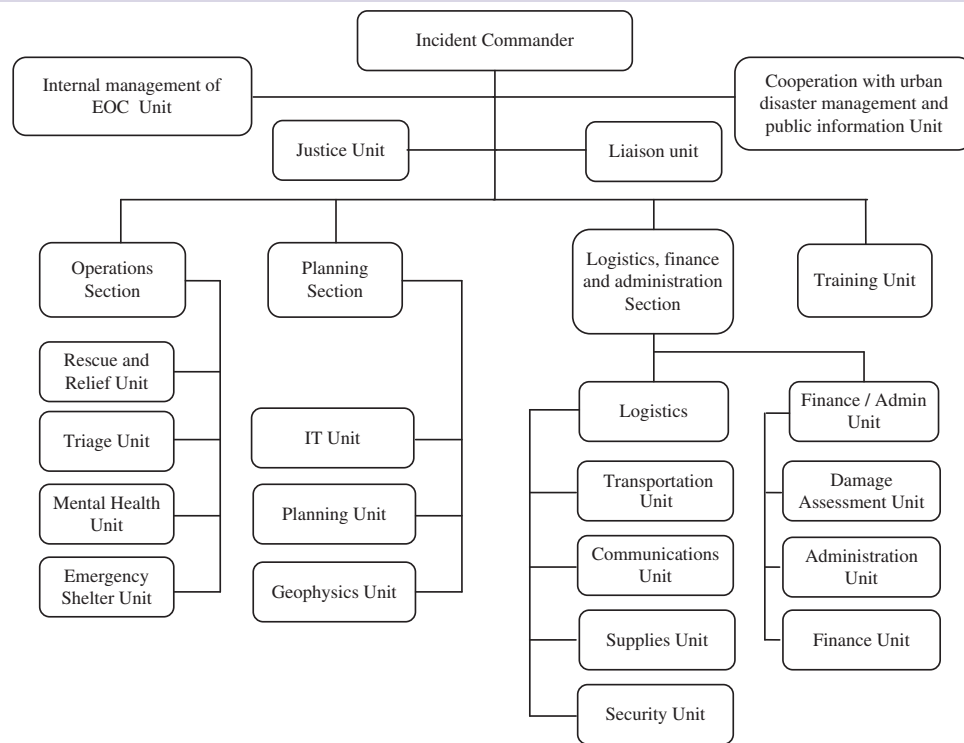 Incident Commander
Internal management of
EOC Unit
Cooperation with urban
disaster management and
public information Unit
Justice Unit
Liaison unit
Operations
Section
Planning
Section
Logistics, finance
and administration
Section
Training Unit
Rescue and
Relief Unit
Triage Unit
Mental Health
Unit
Emergency
Shelter Unit
IT Unit
Planning Unit
Geophysics Unit
Logistics
Transportation
Unit
Communications
Unit
Supplies Unit
Security Unit
Finance / Admin
Unit
Damage
Assessment Unit
Administration
Unit
Finance Unit